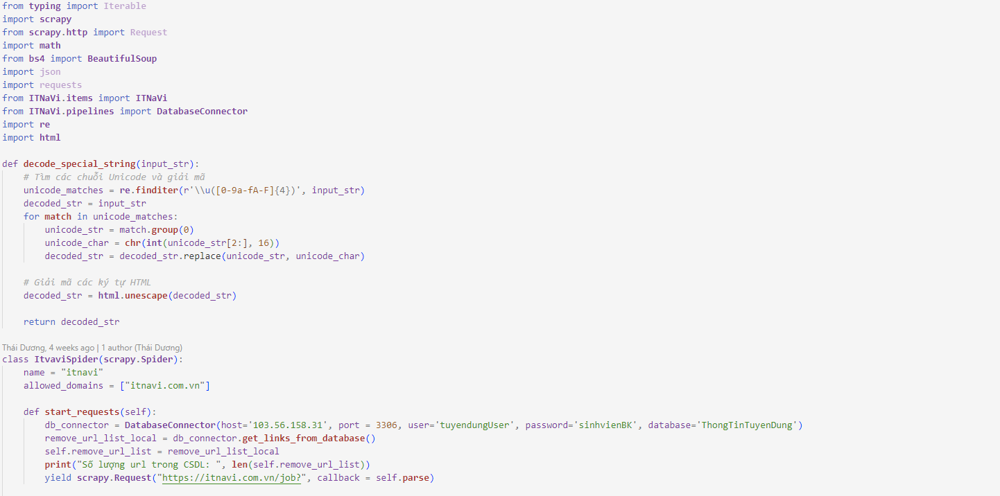 from typing import Iterable
import scrapy
from scrapy.http import Request
import math
from bs4 import BeautifulSoup
import json
import requests
from ITNaVi.items import ITNaVi
from ITNaVi.pipelines import DatabaseConnector
import re
import html
def decode_special_string(input_str):
# Tìm các chuỗi Unicode và giải mã
unicode_matches = re.finditer(r'\\u([0-9a-fA-F]{4})', input_str)
decoded_str = input_str
for match in unicode_matches:
unicode_str = match.group(0)
unicode_char = chr(int(unicode_str[2:], 16))
decoded_str = decoded_str.replace(unicode_str, unicode_char)
# Giải mã các ký tự HTML
decoded_str = html.unescape(decoded_str)
return decoded_str
Thái Dương, 4 weeks ago | 1 author (Thái Dương)
class ItvaviSpider(scrapy.Spider):
name = "itnavi"
allowed_domains = ["itnavi.com.vn"]
def start_requests(self):
db_connector = DatabaseConnector(host='103.56.158.31', port = 3306, user='tuyendungUser', password='sinhvienBK', database='ThongTinTuyenDung')
remove_url_list_local = db_connector.get_links_from_database()
self.remove_url_list = remove_url_list_local
print("Số lượng url trong CSDL: ", len(self.remove_url_list))
yield scrapy.Request("https://itnavi.com.vn/job?", callback = self.parse)